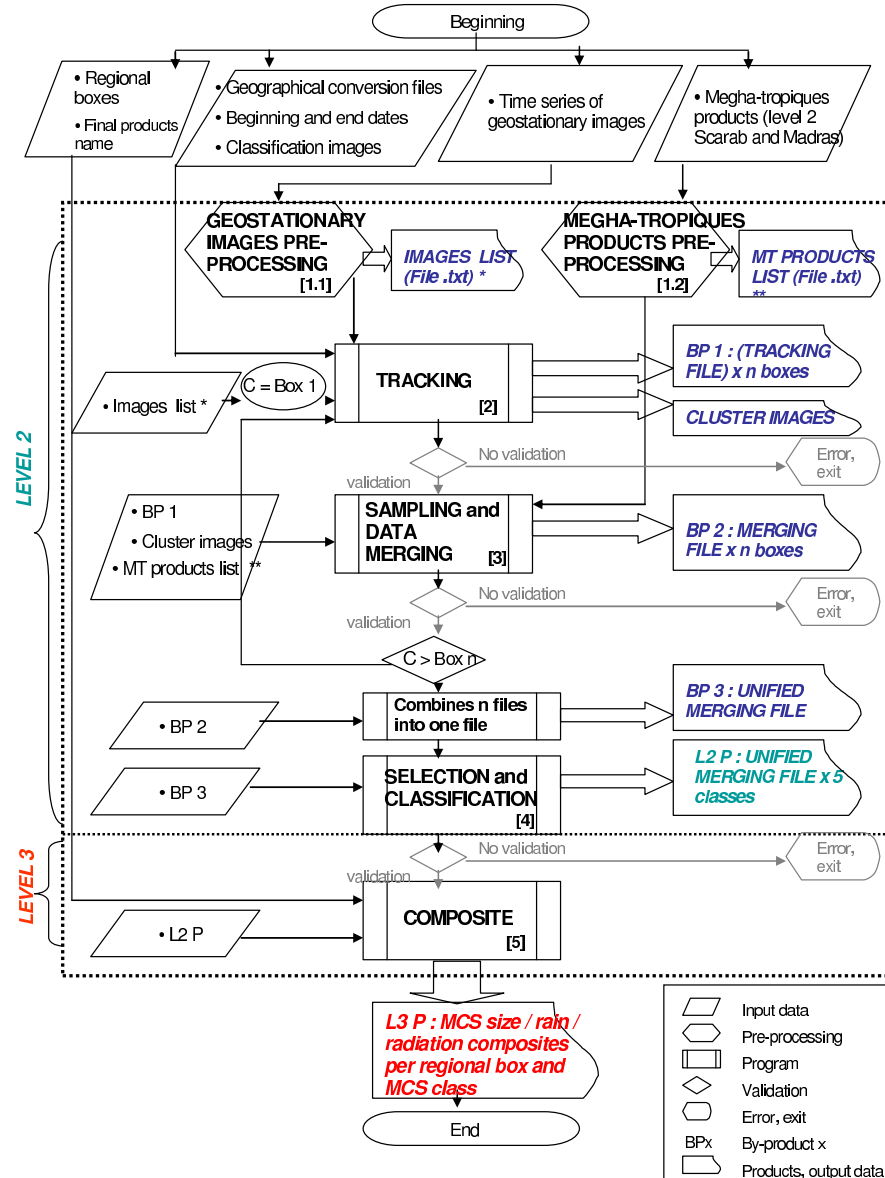 Beginning
• Regional
boxes
• Final products
name
• Geographical conversion files
• Beginning and end dates
• Classification images
• Time series of
geostationary images
• Megha-tropiques
products (level 2
Scarab and Madras)
GEOSTATIONARY
IMAGES PRE-
PROCESSING
[1.1]
IMAGES LIST
(File .txt) *
MEGHA-TROPIQUES
PRODUCTS PRE-
PROCESSING
[1.2]
MT PRODUCTS
LIST (File .txt)
**
LEVEL 2
• Images list *
C = Box 1
TRACKING
[2]
BP 1 : (TRACKING
FILE) x n boxes
CLUSTER IMAGES
No validation
validation
Error,
exit
• BP 1
• Cluster images
• MT products list **
SAMPLING and
DATA
MERGING
[3]
BP 2 : MERGING
FILE x n boxes
No validation
validation
Error,
exit
C > Box n
• BP 2
Combines n files
into one file
BP 3 : UNIFIED
MERGING FILE
• BP 3
SELECTION and
CLASSIFICATION
[4]
L2 P : UNIFIED
MERGING FILE x 5
classes
LEVEL 3
No validation
validation
Error,
exit
• L2 P
COMPOSITE
[5]
L3 P : MCS size / rain /
radiation composites
per regional box and
MCS class
End
Input data
Pre-processing
Program
Validation
Error, exit
BPx By-product x
Products, output data